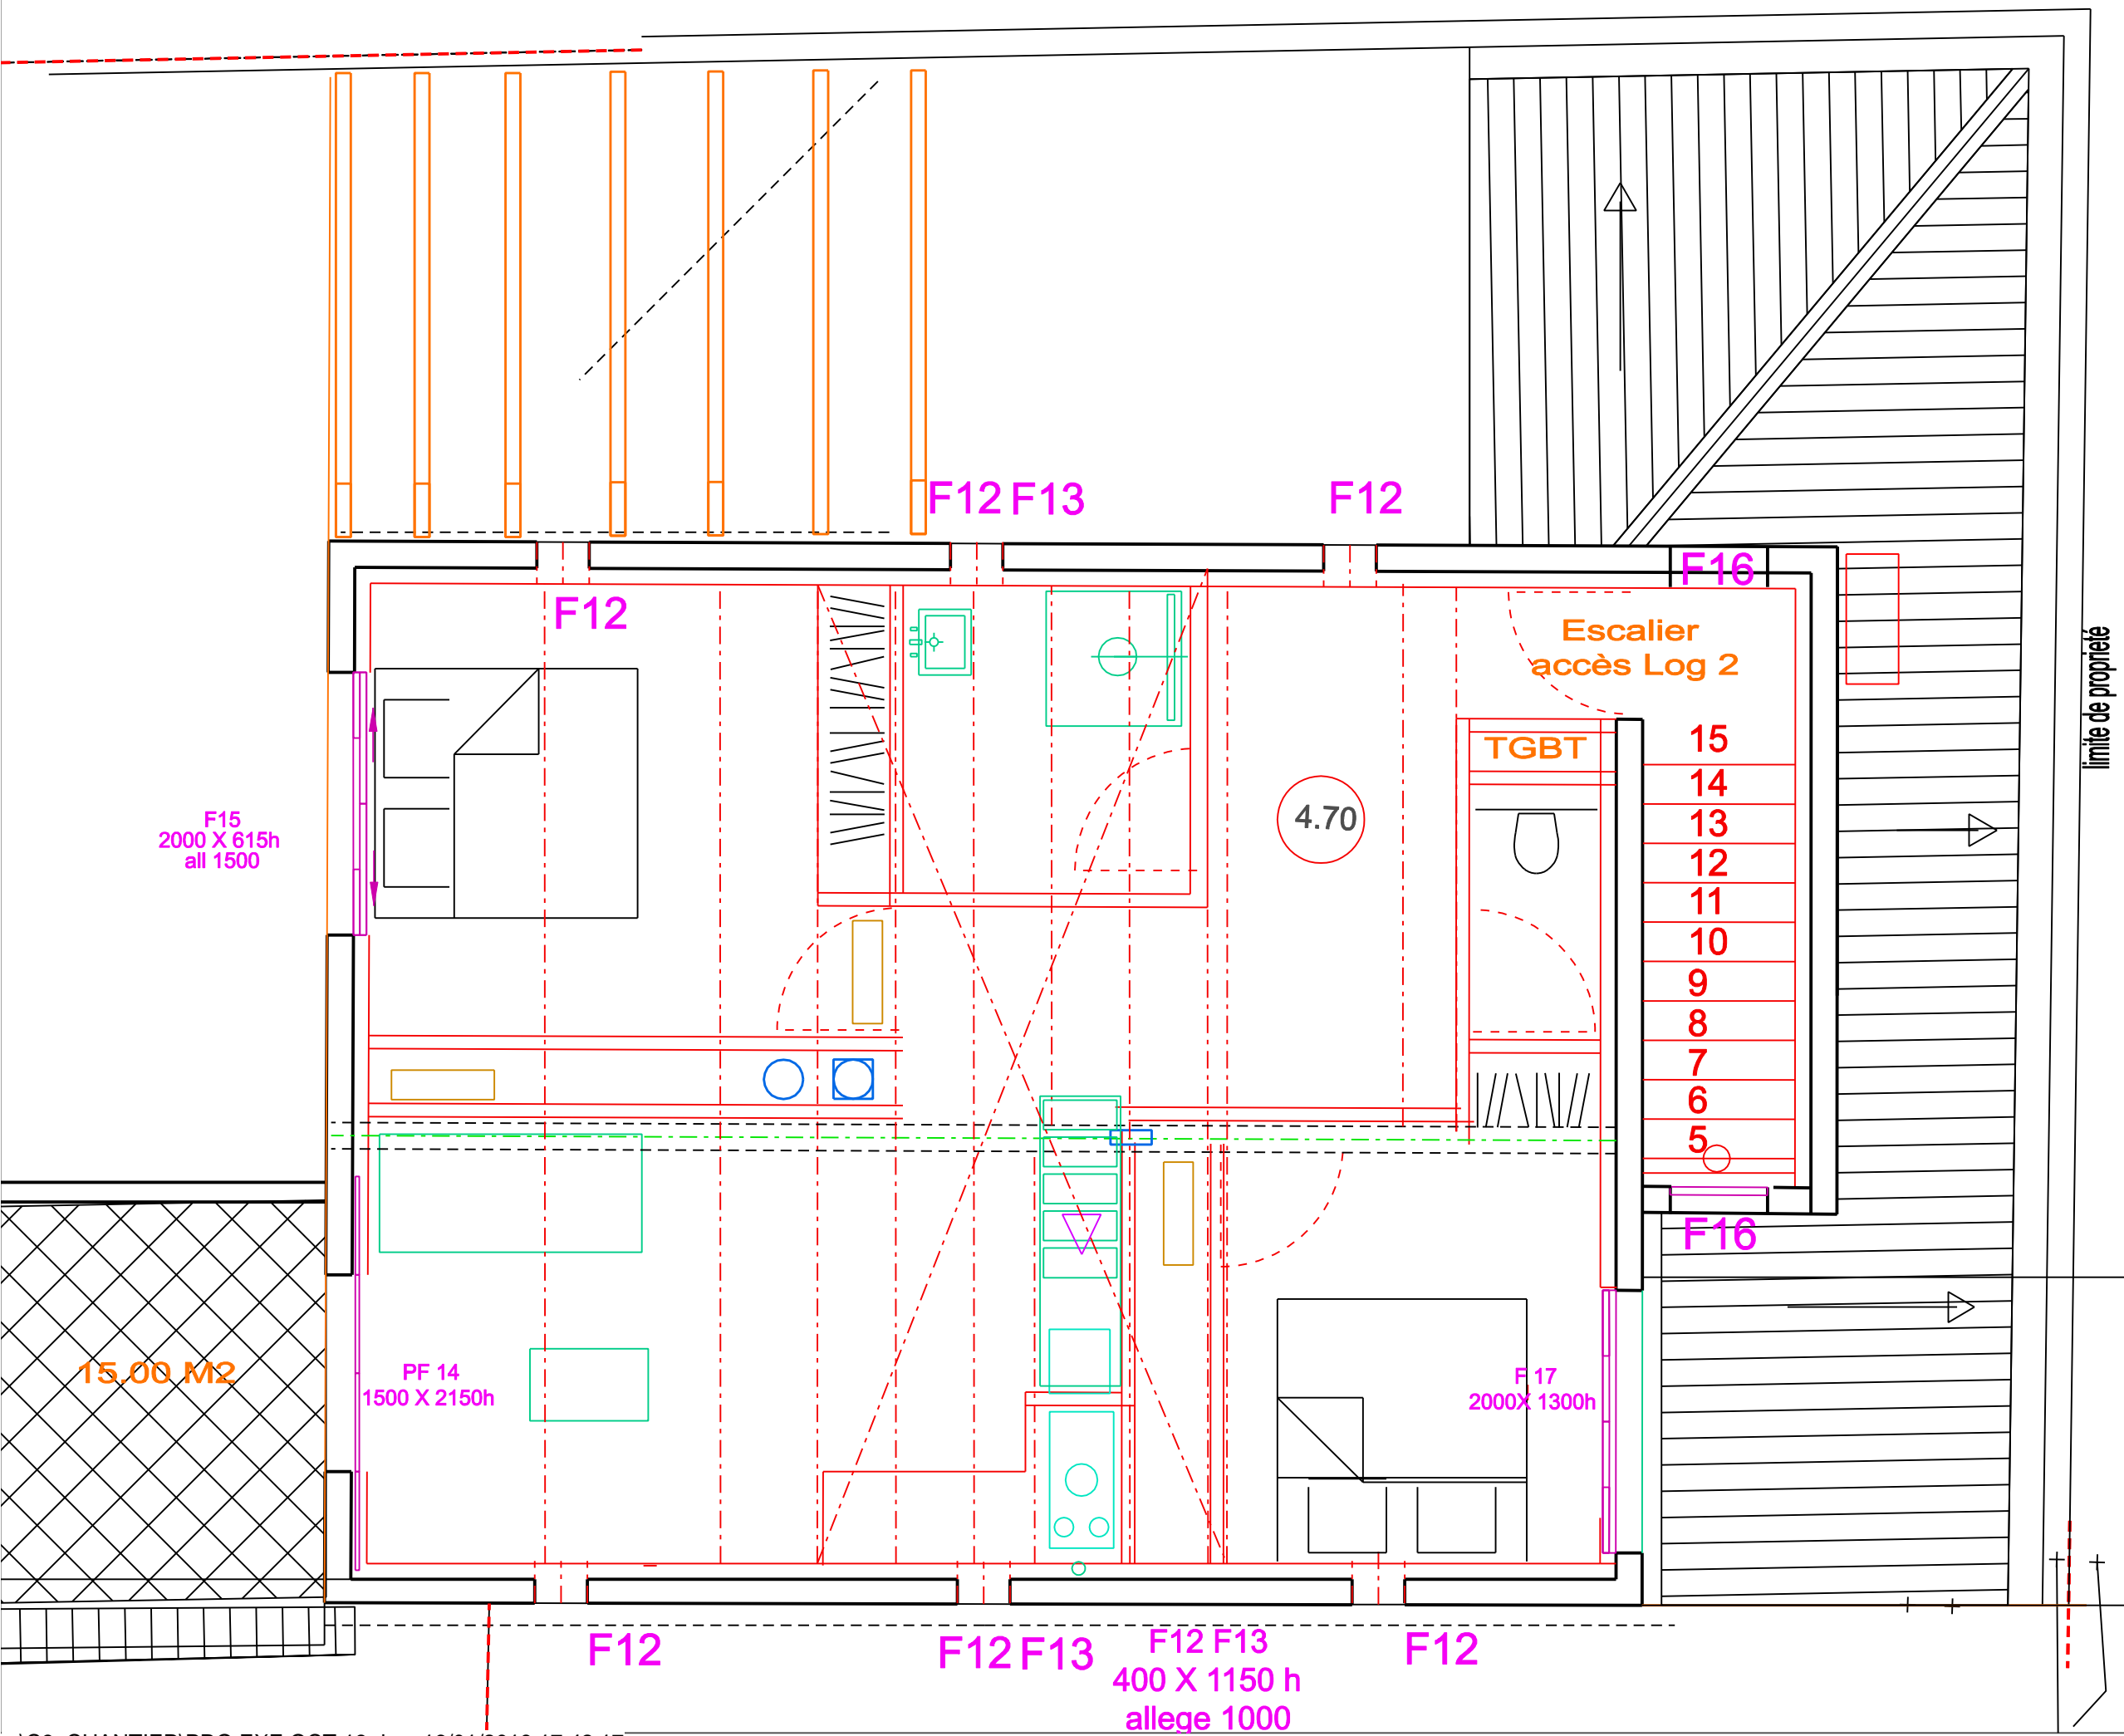 F12 F13
F12
F16
F12
Escalier
accès Log 2
limite de propriété
15
TGBT
14
4.70
13
F15
2000 X 615h
all 1500
12
11
10
9
8
7
6
5
F16
15,00 M2
PF 14
1500 X 2150h
F 17
2000X 1300h
F12
F12 F13
F12 F13
400 X 1150 h
allege 1000
F12